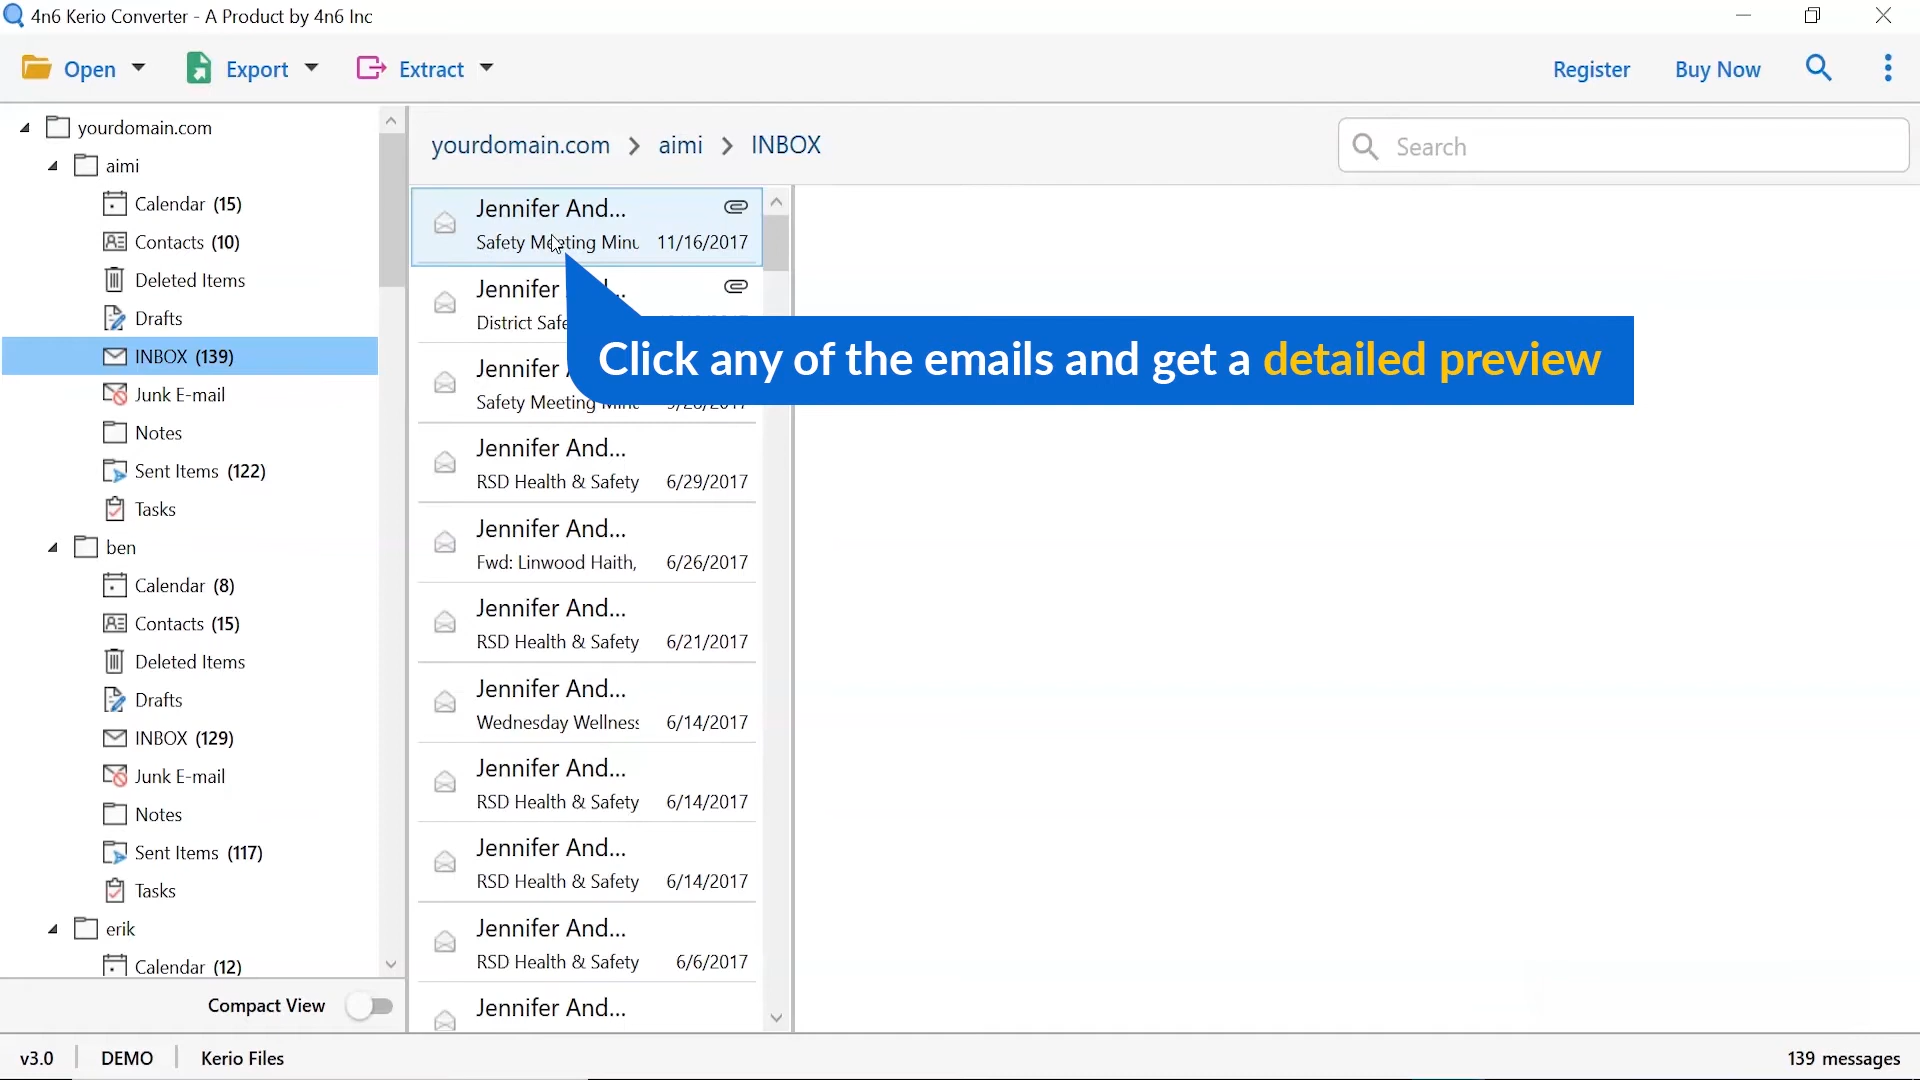 4n6 Kerio Converter - A Product by 4n6 Inc
Open
Export
Extract
Register
Buy Now
yourdomain.com
aimi
Calendar (15)
Contacts (10)
Deleted Items
Drafts
INBOX (139)
Junk E-mail
Notes
Sent Items (122)
Tasks
ben
Calendar (8)
Contacts (15)
Deleted Items
Drafts
INBOX (129)
Junk E-mail
Notes
Sent Items (117)
Tasks
erik
Calendar (12)
Compact View
yourdomain.com > aimi > INBOX
Search
Jennifer And...
Safety Meeting Minu 11/16/2017
Jennifer
District Safe
Jennifer
Safety Meeting
Click any of the emails and get a detailed preview
Jennifer And...
RSD Health & Safety 6/29/2017
Jennifer And...
Fwd: Linwood Haith, 6/26/2017
Jennifer And...
RSD Health & Safety 6/21/2017
Jennifer And...
Wednesday Wellness 6/14/2017
Jennifer And...
RSD Health & Safety 6/14/2017
Jennifer And...
RSD Health & Safety 6/14/2017
Jennifer And...
RSD Health & Safety 6/6/2017
Jennifer And...
v3.0
DEMO
Kerio Files
139 messages